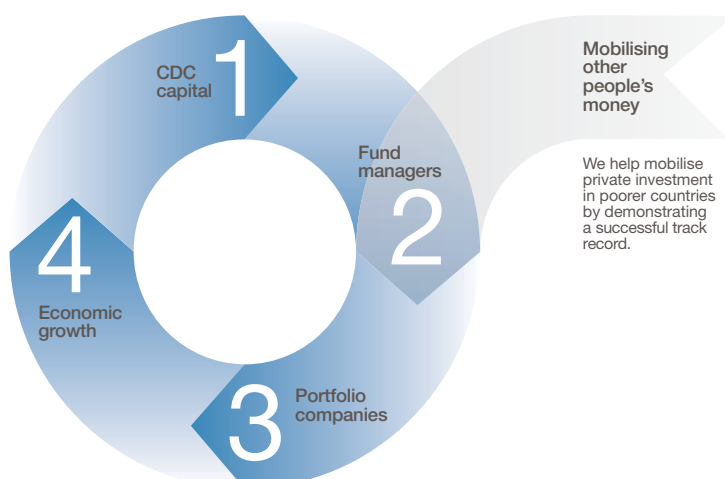 1
CDC
capital
2
Fund
managers
3
Portfolio
companies
4
Economic
growth
Mobilising
other
people's
money
We help mobilise
private investment
in poorer countries
by demonstrating
a successful track
record.